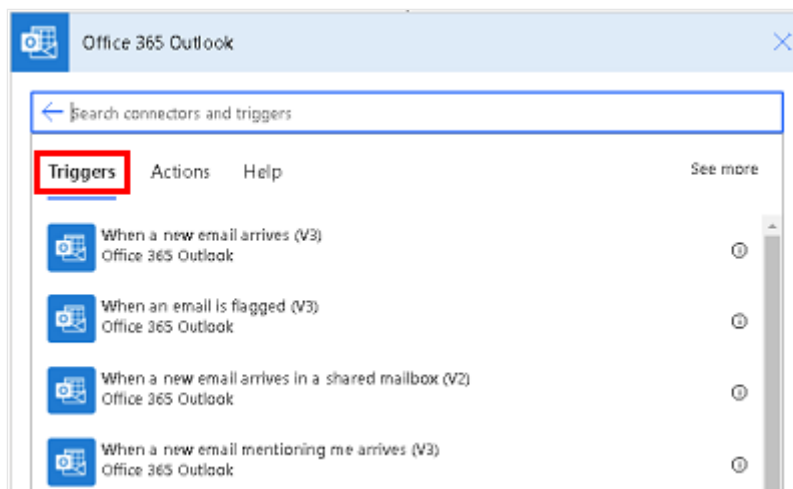 Office 365 Outlook
Search connectors and triggers
Triggers Actions Help See more
When a new email arrives (V3)
Office 365 Outlook
When an email is flagged (V3)
Office 365 Outlook
When a new email arrives in a shared mailbox (V2)
Office 365 Outlook
When a new email mentioning me arrives (V3)
Office 365 Outlook